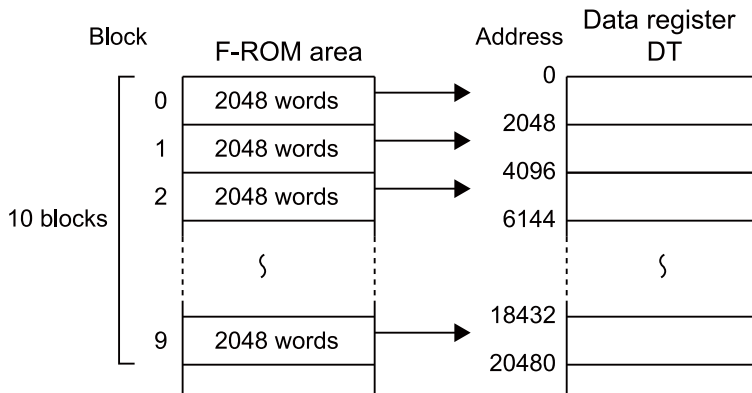 Block
F-ROM area
Address
Data register
DT
0
0
2048 words
2048
1
2048 words
4096
2
2048 words
6144
10 blocks
18432
9
2048 words
20480